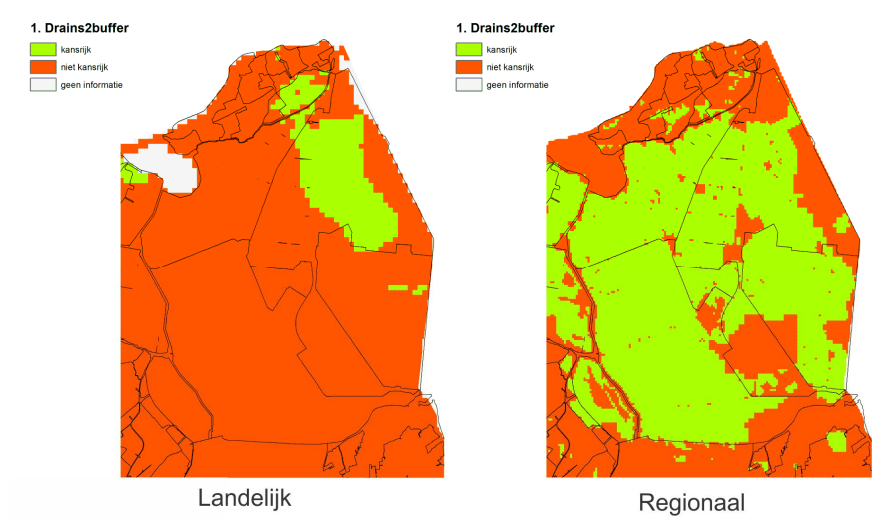 1. Drains2buffer
kansrijk
niet kansrijk
geen informatie
Landelijk
1. Drains2buffer
kansrijk
niet kansrijk
geen informatie
Regionaal